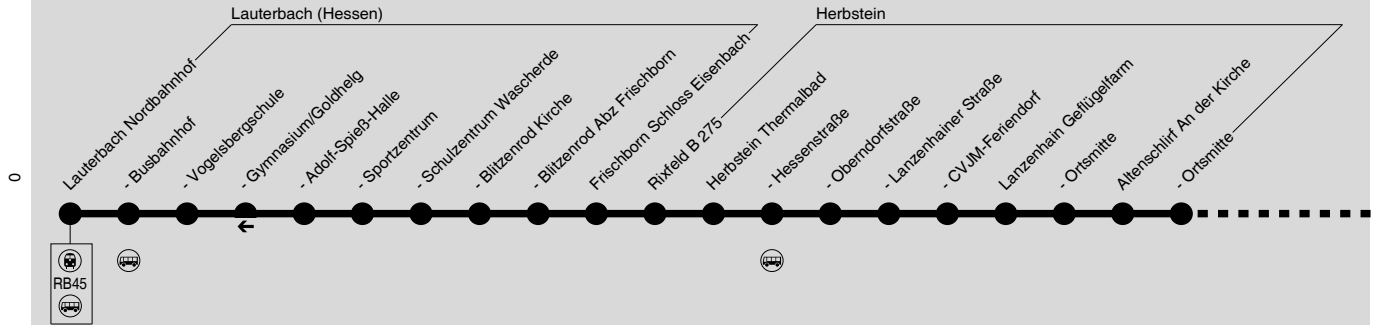 Lauterbach (Hessen)
Herbstein
Lauterbach Nordbahnhof
- Busbahnhof
- Vogelsbergschule
- Gymnasium/Goldhelg
- Adolf-Spieß-Halle
- Sportzentrum
- Schulzentrum Wascherde
- Blitzenrod Kirche
- Blitzenrod Abz Frischborn
Frischborn Schloss Eisenbach
Rixfeld B 275
Herbstein Thermalbad
- Hessenstraße
- Oberndorfstraße
- Lanzenhainer Straße
- CVJM-Feriendorf
Lanzenhain Geflügelfarm
- Ortsmitte
Altenschlirf An der Kirche
- Ortsmitte
0
RB45